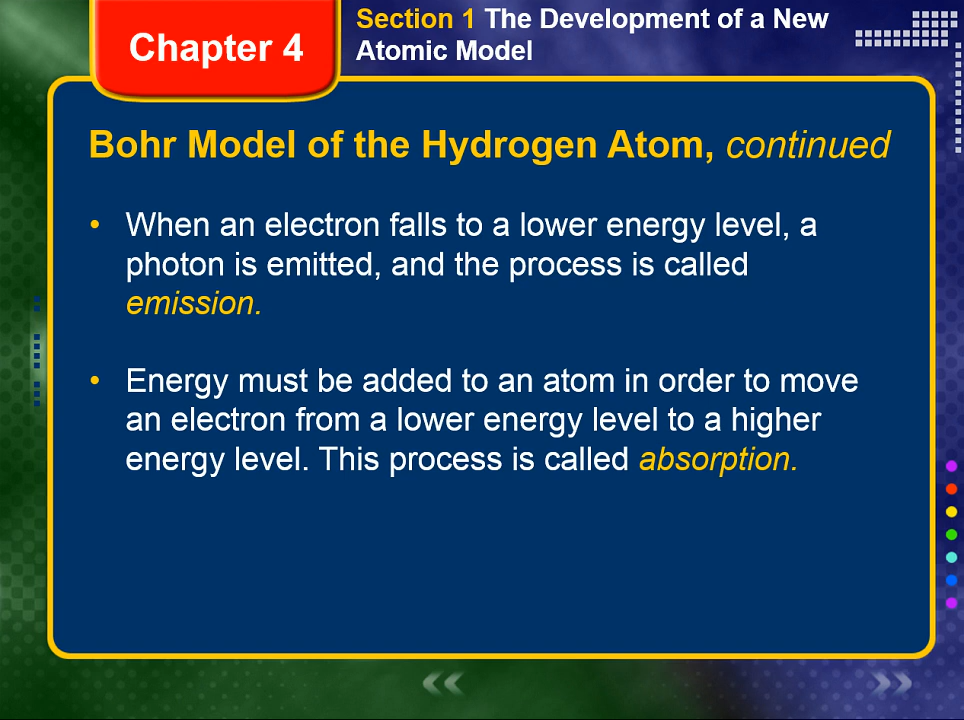 Chapter 4
Section 1 The Development of a New
Atomic Model
Bohr Model of the Hydrogen Atom, continued
• When an electron falls to a lower energy level, a
photon is emitted, and the process is called
emission.
• Energy must be added to an atom in order to move
an electron from a lower energy level to a higher
energy level. This process is called absorption.